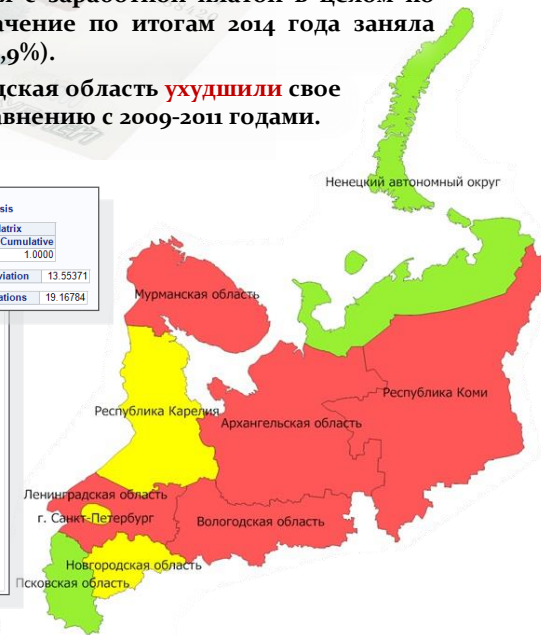 с заработной платой в целом по
ачение по итогам 2014 года заняла
,9%).
дская область ухудшили свое
авнению с 2009-2011 годами.
sis
atrix
Cumulative
1.0000
viation 13.55371
ations 19.16784
Ненецкий автономный округ
Мурманская область
Республика Коми
Республика Карелия
Архангельская область
Ленинградская область
г. Санкт-Петербург
Вологодская область
Новгородская область
Псковская область